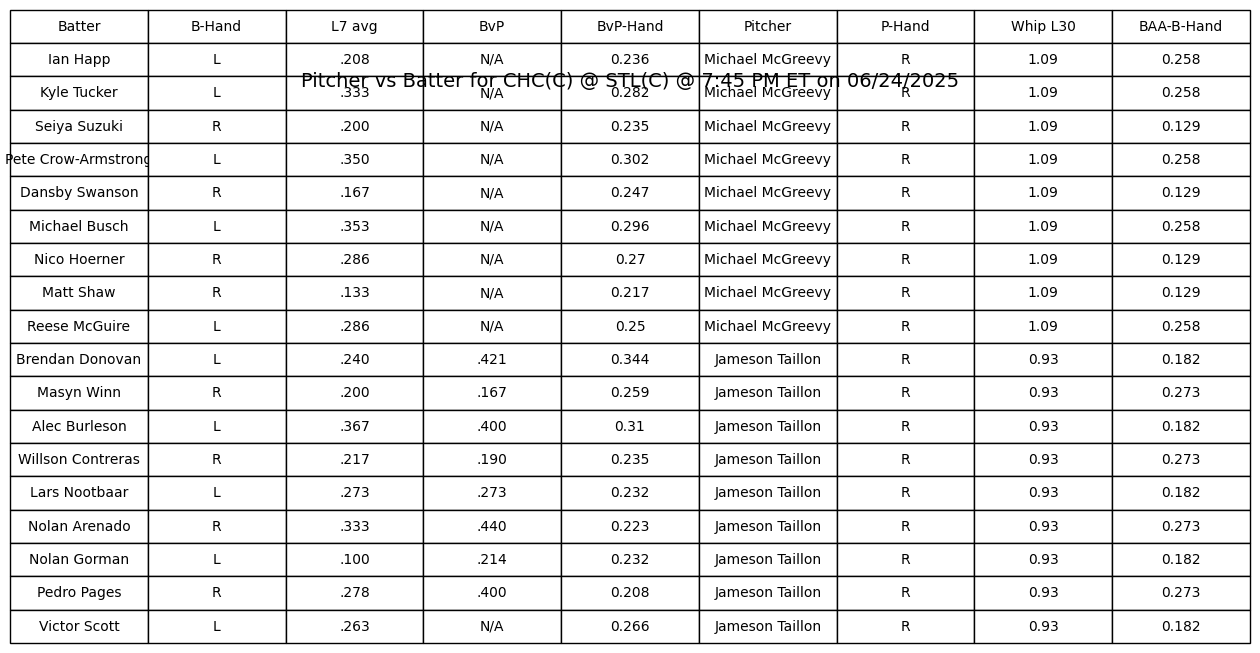 Batter B-Hand L7 avg BvP BvP-Hand Pitcher P-Hand Whip L30 BAA-B-Hand
Ian Happ L .208 N/A 0.236 Michael McGreevy R 1.09 0.258
Pitcher vs Batter for CHC(C) @ STL(C) @ 7:45 PM ET on 06/24/2025
Kyle Tucker L .333 N/A 0.282 Michael McGreevy R 1.09 0.258
Seiya Suzuki R .200 N/A 0.235 Michael McGreevy R 1.09 0.129
Pete Crow-Armstrong L .350 N/A 0.302 Michael McGreevy R 1.09 0.258
Dansby Swanson R .167 N/A 0.247 Michael McGreevy R 1.09 0.129
Michael Busch L .353 N/A 0.296 Michael McGreevy R 1.09 0.258
Nico Hoerner R .286 N/A 0.27 Michael McGreevy R 1.09 0.129
Matt Shaw R .133 N/A 0.217 Michael McGreevy R 1.09 0.129
Reese McGuire L .286 N/A 0.25 Michael McGreevy R 1.09 0.258
Brendan Donovan L .240 .421 0.344 Jameson Taillon R 0.93 0.182
Masyn Winn R .200 .167 0.259 Jameson Taillon R 0.93 0.273
Alec Burleson L .367 .400 0.31 Jameson Taillon R 0.93 0.182
Willson Contreras R .217 .190 0.235 Jameson Taillon R 0.93 0.273
Lars Nootbaar L .273 .273 0.232 Jameson Taillon R 0.93 0.182
Nolan Arenado R .333 .440 0.223 Jameson Taillon R 0.93 0.273
Nolan Gorman L .100 .214 0.232 Jameson Taillon R 0.93 0.182
Pedro Pages R .278 .400 0.208 Jameson Taillon R 0.93 0.273
Victor Scott L .263 N/A 0.266 Jameson Taillon R 0.93 0.182